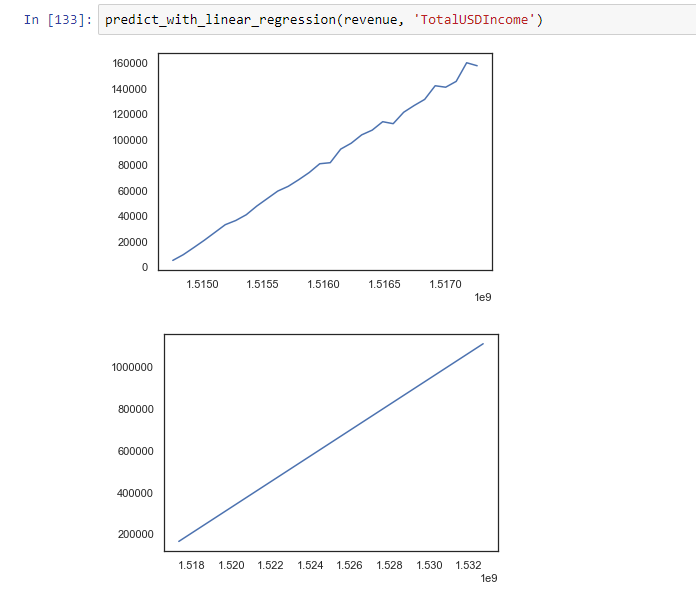 In [133]: predict_with_linear_regression(revenue, 'TotalUSDIncome')
160000
140000
120000
100000
80000
60000
40000
20000
0
1.5150 1.5155 1.5160 1.5165 1.5170
1e9
1000000
800000
600000
400000
200000
1.518 1.520 1.522 1.524 1.526 1.528 1.530 1.532
1e9